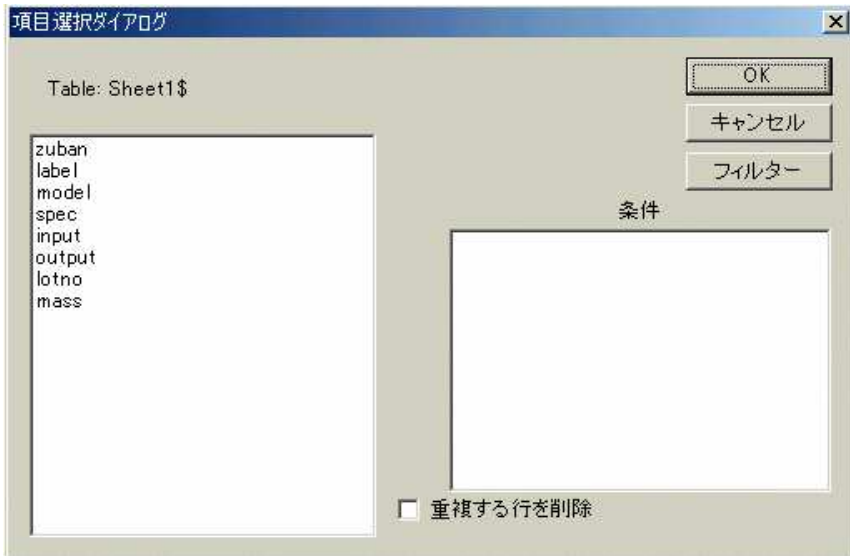 項目選択ダイアログ
Table: Sheet1$
OK
キャンセル
フィルター
zuban
label
model
spec
input
output
lotno
mass
条件
重複する行を削除